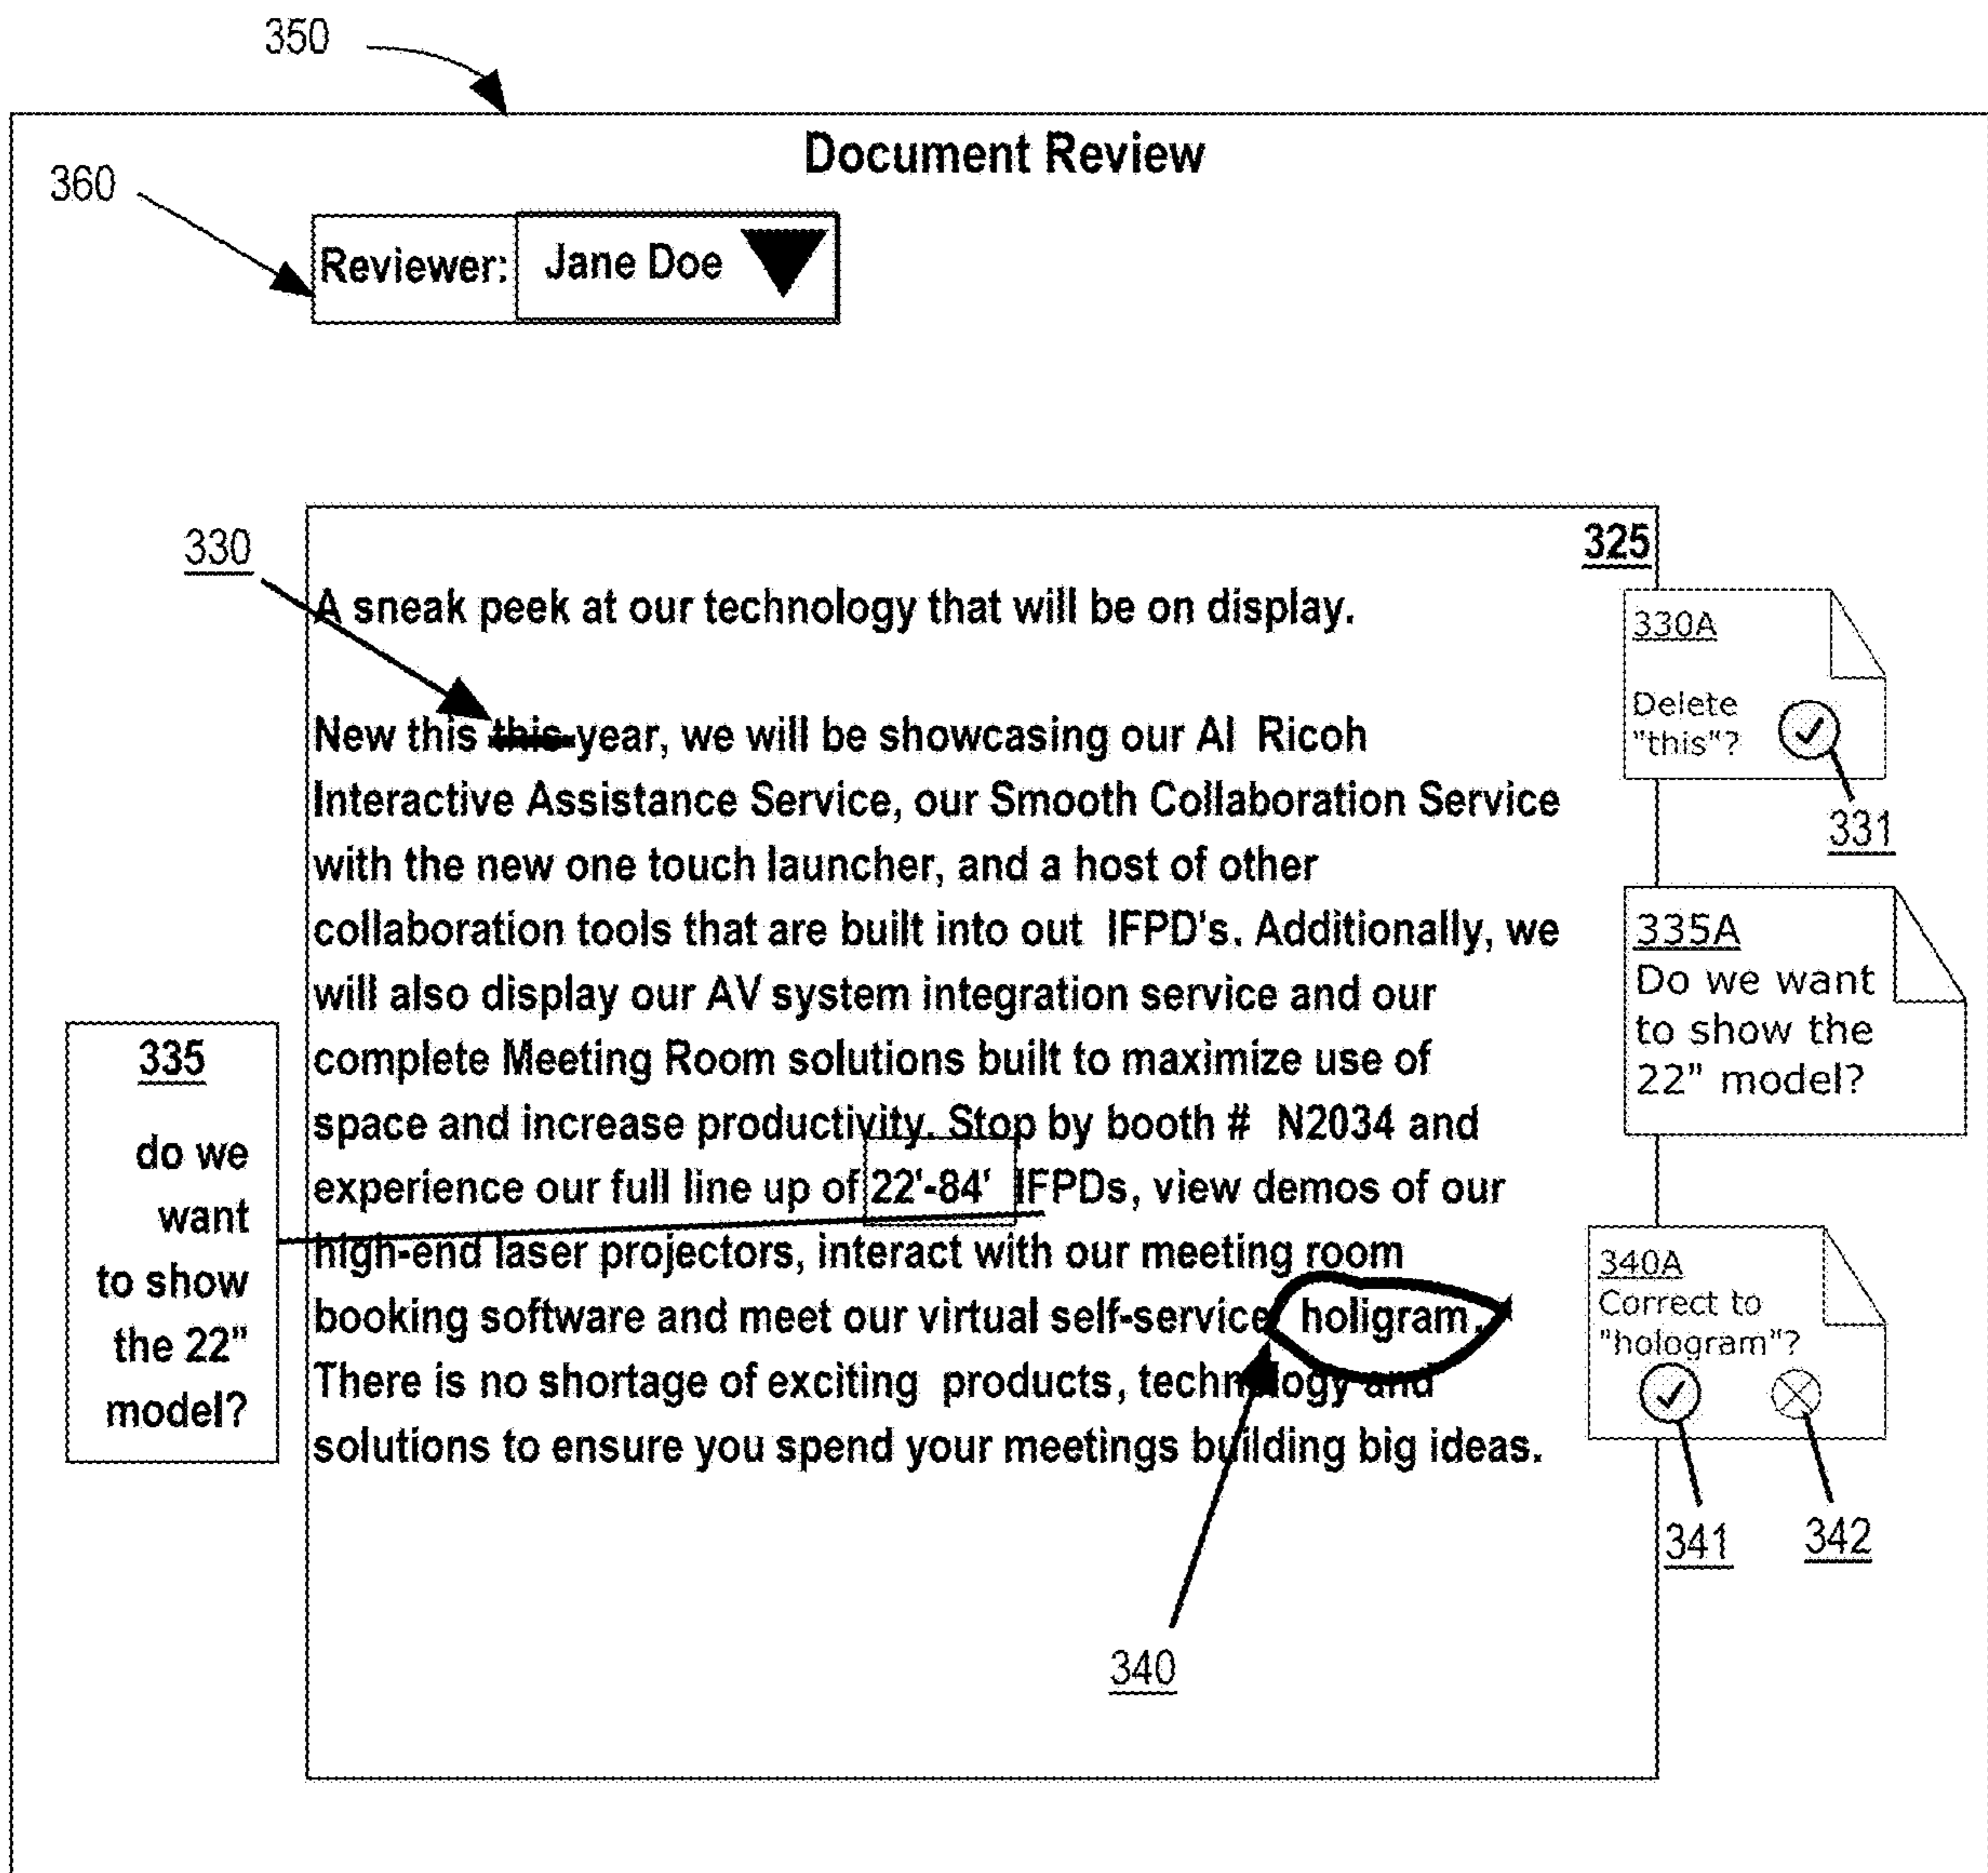 350
Document Review
360
Reviewer: Jane Doe
330
325
A sneak peek at our technology that will be on display.
New this this year, we will be showcasing our AI Ricoh
Interactive Assistance Service, our Smooth Collaboration Service
with the new one touch launcher, and a host of other
collaboration tools that are built into out IFPD's. Additionally, we
will also display our AV system integration service and our
complete Meeting Room solutions built to maximize use of
space and increase productivity. Stop by booth # N2034 and
experience our full line up of 22'-84' IFPDs, view demos of our
high-end laser projectors, interact with our meeting room
booking software and meet our virtual self-service holigram.
There is no shortage of exciting products, technology and
solutions to ensure you spend your meetings building big ideas.
335
do we
want
to show
the 22"
model?
330A
Delete
"this"?
331
335A
Do we want
to show the
22" model?
340A
Correct to
"hologram"?
341
342
340